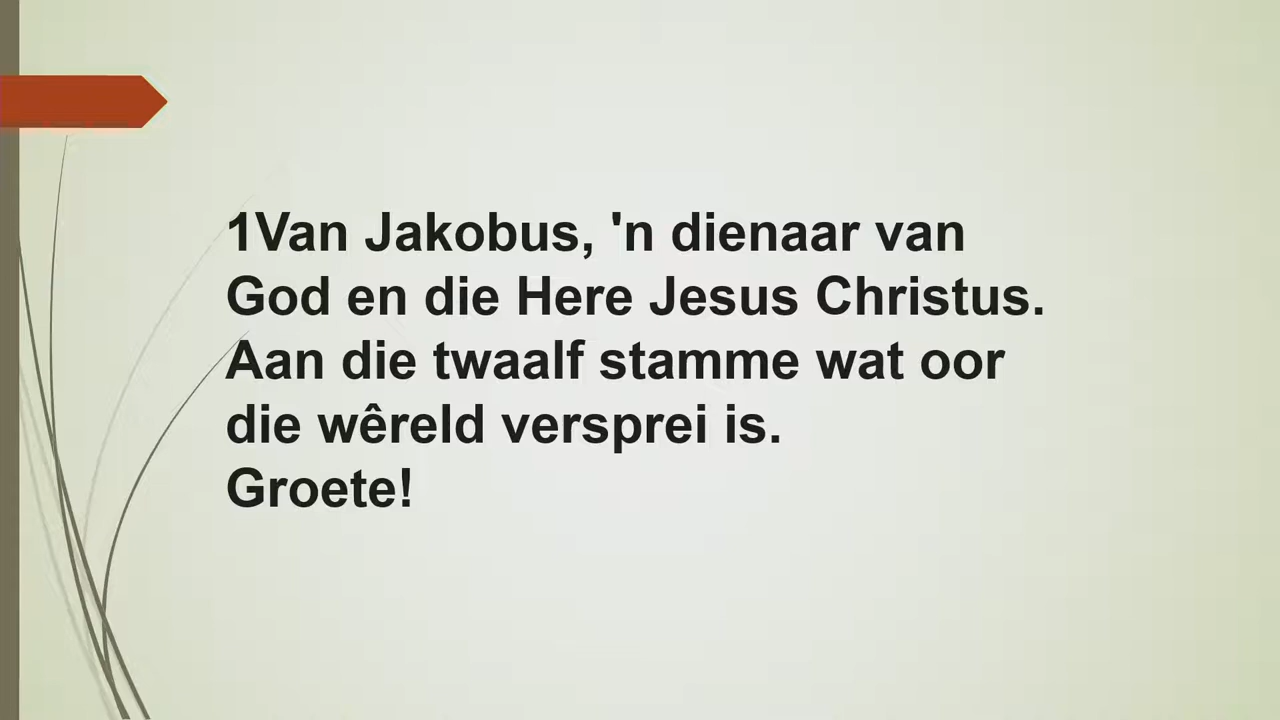 1Van Jakobus, 'n dienaar van
God en die Here Jesus Christus.
Aan die twaalf stamme wat oor
die wêreld versprei is.
Groete!